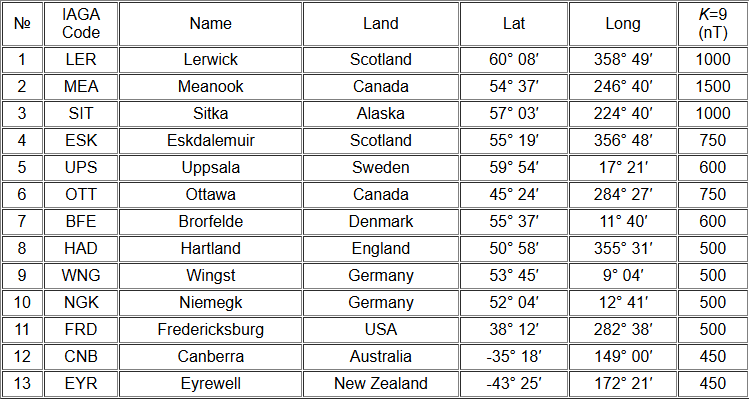 № IAGA Code Name Land Lat Long K=9 (nT)
1 LER Lerwick Scotland 60° 08′ 358° 49′ 1000
2 MEA Meanook Canada 54° 37′ 246° 40′ 1500
3 SIT Sitka Alaska 57° 03′ 224° 40′ 1000
4 ESK Eskdalemuir Scotland 55° 19′ 356° 48′ 750
5 UPS Uppsala Sweden 59° 54′ 17° 21′ 600
6 OTT Ottawa Canada 45° 24′ 284° 27′ 750
7 BFE Brorfelde Denmark 55° 37′ 11° 40′ 600
8 HAD Hartland England 50° 58′ 355° 31′ 500
9 WNG Wingst Germany 53° 45′ 9° 04′ 500
10 NGK Niemegk Germany 52° 04′ 12° 41′ 500
11 FRD Fredericksburg USA 38° 12′ 282° 38′ 500
12 CNB Canberra Australia -35° 18′ 149° 00′ 450
13 EYR Eyrewell New Zealand -43° 25′ 172° 21′ 450